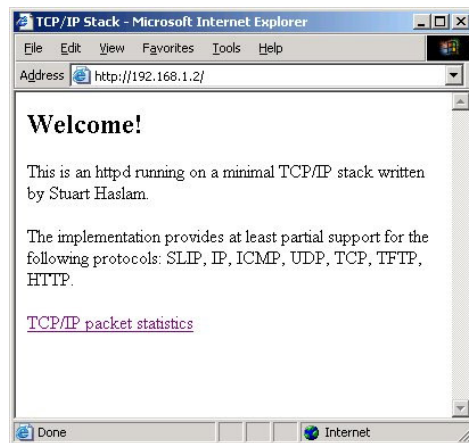 TCP/IP Stack - Microsoft Internet Explorer
File Edit View Favorites Tools Help
Address http://192.168.1.2/
Welcome!
This is an httpd running on a minimal TCP/IP stack written
by Stuart Haslam.
The implementation provides at least partial support for the
following protocols: SLIP, IP, ICMP, UDP, TCP, TFTP,
HTTP.
TCP/IP packet statistics
Done Internet